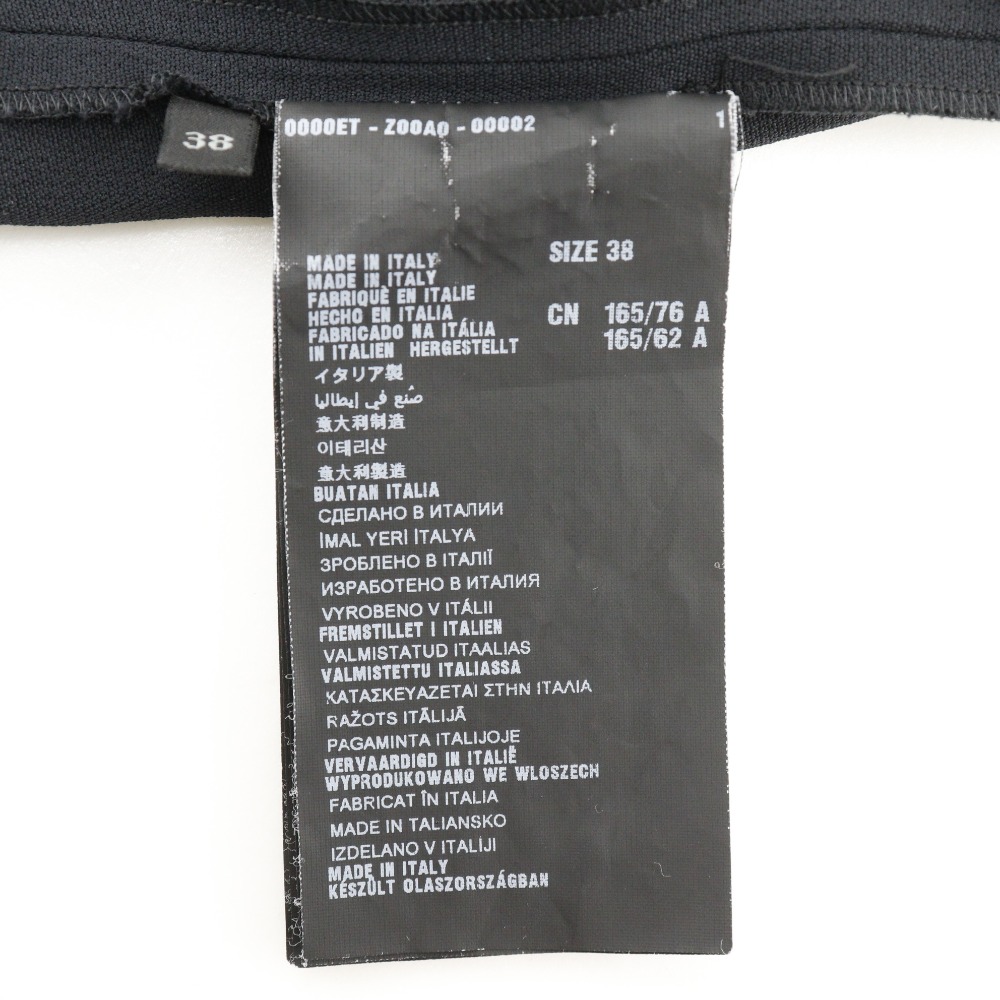 38
0000ET - Z00A0 - 00002 1
SIZE 38
CN 165/76 A
165/62 A
MADE IN ITALY
MADE IN ITALY
FABRIQUÈ EN ITALIE
HECHO EN ITALIA
FABRICADO NA ITÁLIA
IN ITALIEN HERGESTELLT
イタリア製
صنع في إيطاليا
意大利制造
이태리산
意大利製造
BUATAN ITALIA
СДЕЛАНО В ИТАЛИИ
İMAL YERİ İTALYA
ЗРОБЛЕНО В ІТАЛІЇ
ИЗРАБОТЕНО В ИТАЛИЯ
VYROBENO V ITÁLII
FREMSTILLET I ITALIEN
VALMISTATUD ITAALIAS
VALMISTETTU ITALIASSA
ΚΑΤΑΣΚΕΥΑΖΕΤΑΙ ΣΤΗΝ ΙΤΑΛΙΑ
RAŽOTS ITĀLIJĀ
PAGAMINTA ITALIJOJE
VERVAARDIGD IN ITALIË
WYPRODUKOWANO WE WLOSZECH
FABRICAT ÎN ITALIA
MADE IN TALIANSKO
IZDELANO V ITALIJI
MADE IN ITALY
KÉSZÜLT OLASZORSZÁGBAN